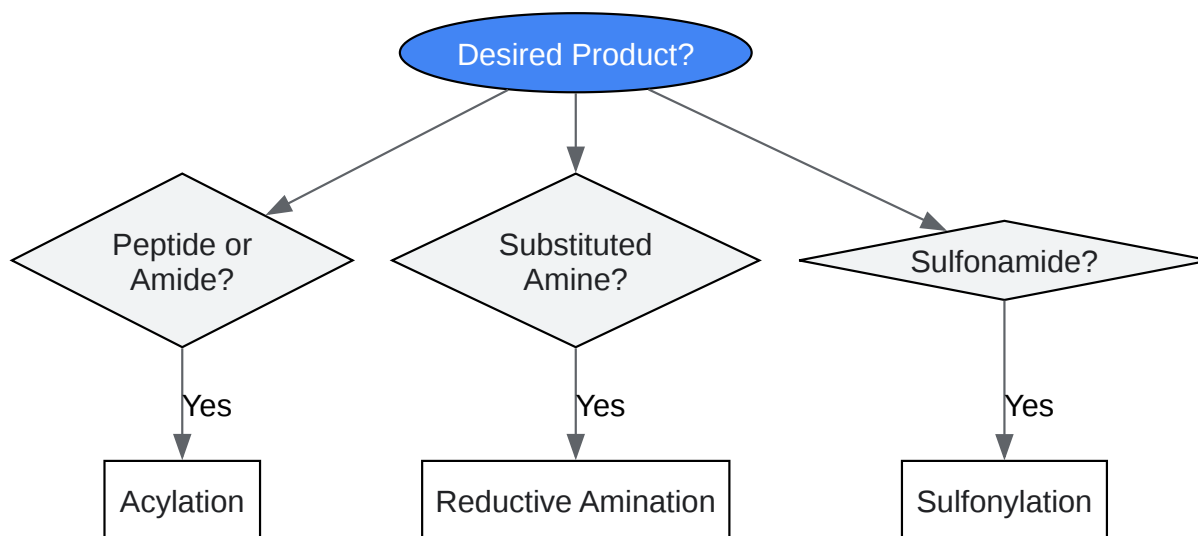 Desired Product?
Peptide or
Amide?
Substituted
Amine?
Sulfonamide?
Yes
Yes
Yes
Acylation
Reductive Amination
Sulfonylation